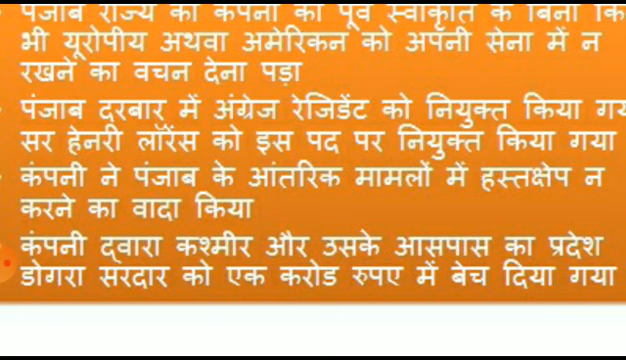 पंजाब राज्य को कंपनी की पूर्व स्वीकृति के बिना
भी यूरोपीय अथवा अमेरिकन को अपनी सेना में न
रखने का वचन देना पड़ा
पंजाब दरबार में अंग्रेज रेजिडेंट को नियुक्त किया
सर हेनरी लॉरेंस को इस पद पर नियुक्त किया गया
कंपनी ने पंजाब के आंतरिक मामलों में हस्तक्षेप न
करने का वादा किया
कंपनी द्वारा कश्मीर और उसके आसपास का प्रदेश
डोगरा सरदार को एक करोड रुपए में बेच दिया गया